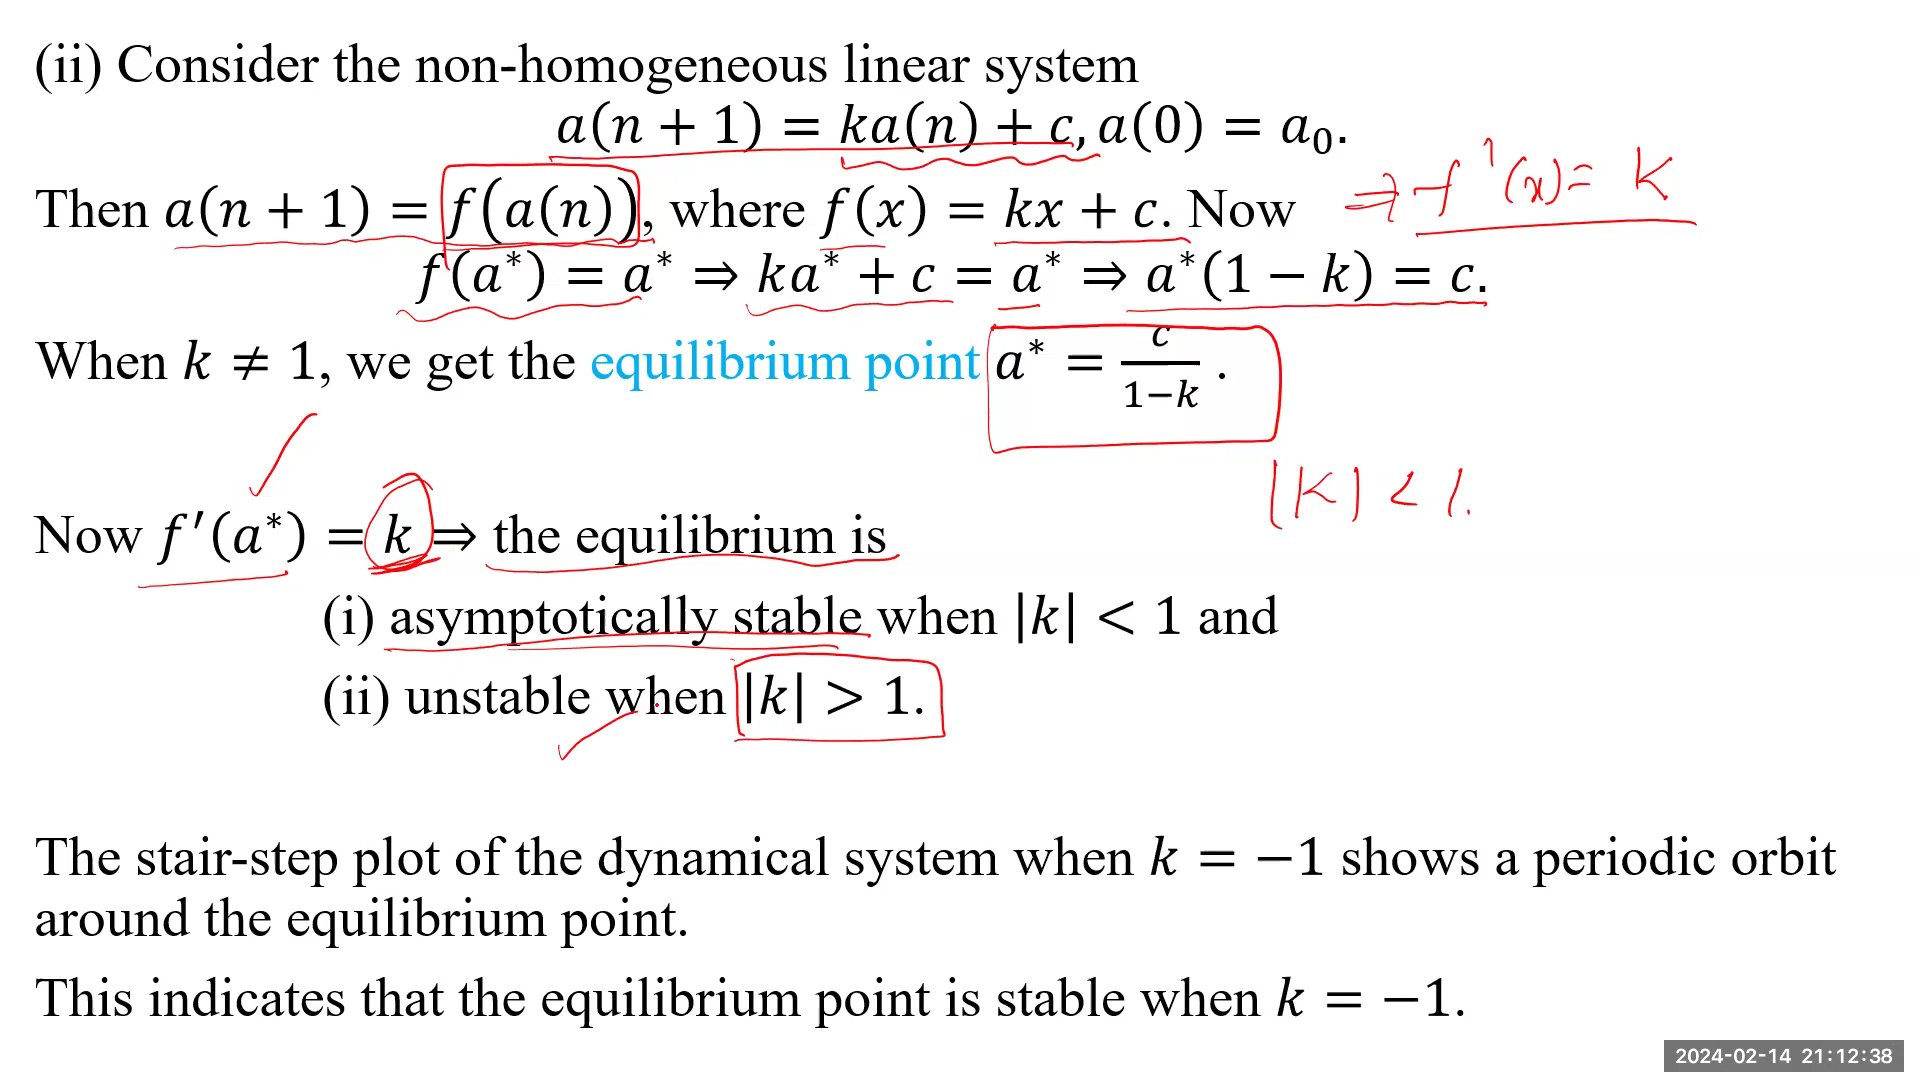 (ii) Consider the non-homogeneous linear system
a(n + 1) = ka(n) + c, a(0) = a₀.
Then a(n + 1) = f(a(n)), where f(x) = kx + c. Now ⇒ f'(x) = K
f(a*) = a* ⇒ ka* + c = a* ⇒ a*(1 − k) = c.
When k ≠ 1, we get the equilibrium point a* = c/(1−k) .
|K| < 1.
Now f′(a*) = k ⇒ the equilibrium is
(i) asymptotically stable when |k| < 1 and
(ii) unstable when |k| > 1.
The stair-step plot of the dynamical system when k = −1 shows a periodic orbit
around the equilibrium point.
This indicates that the equilibrium point is stable when k = −1.
2024-02-14 21:12:38